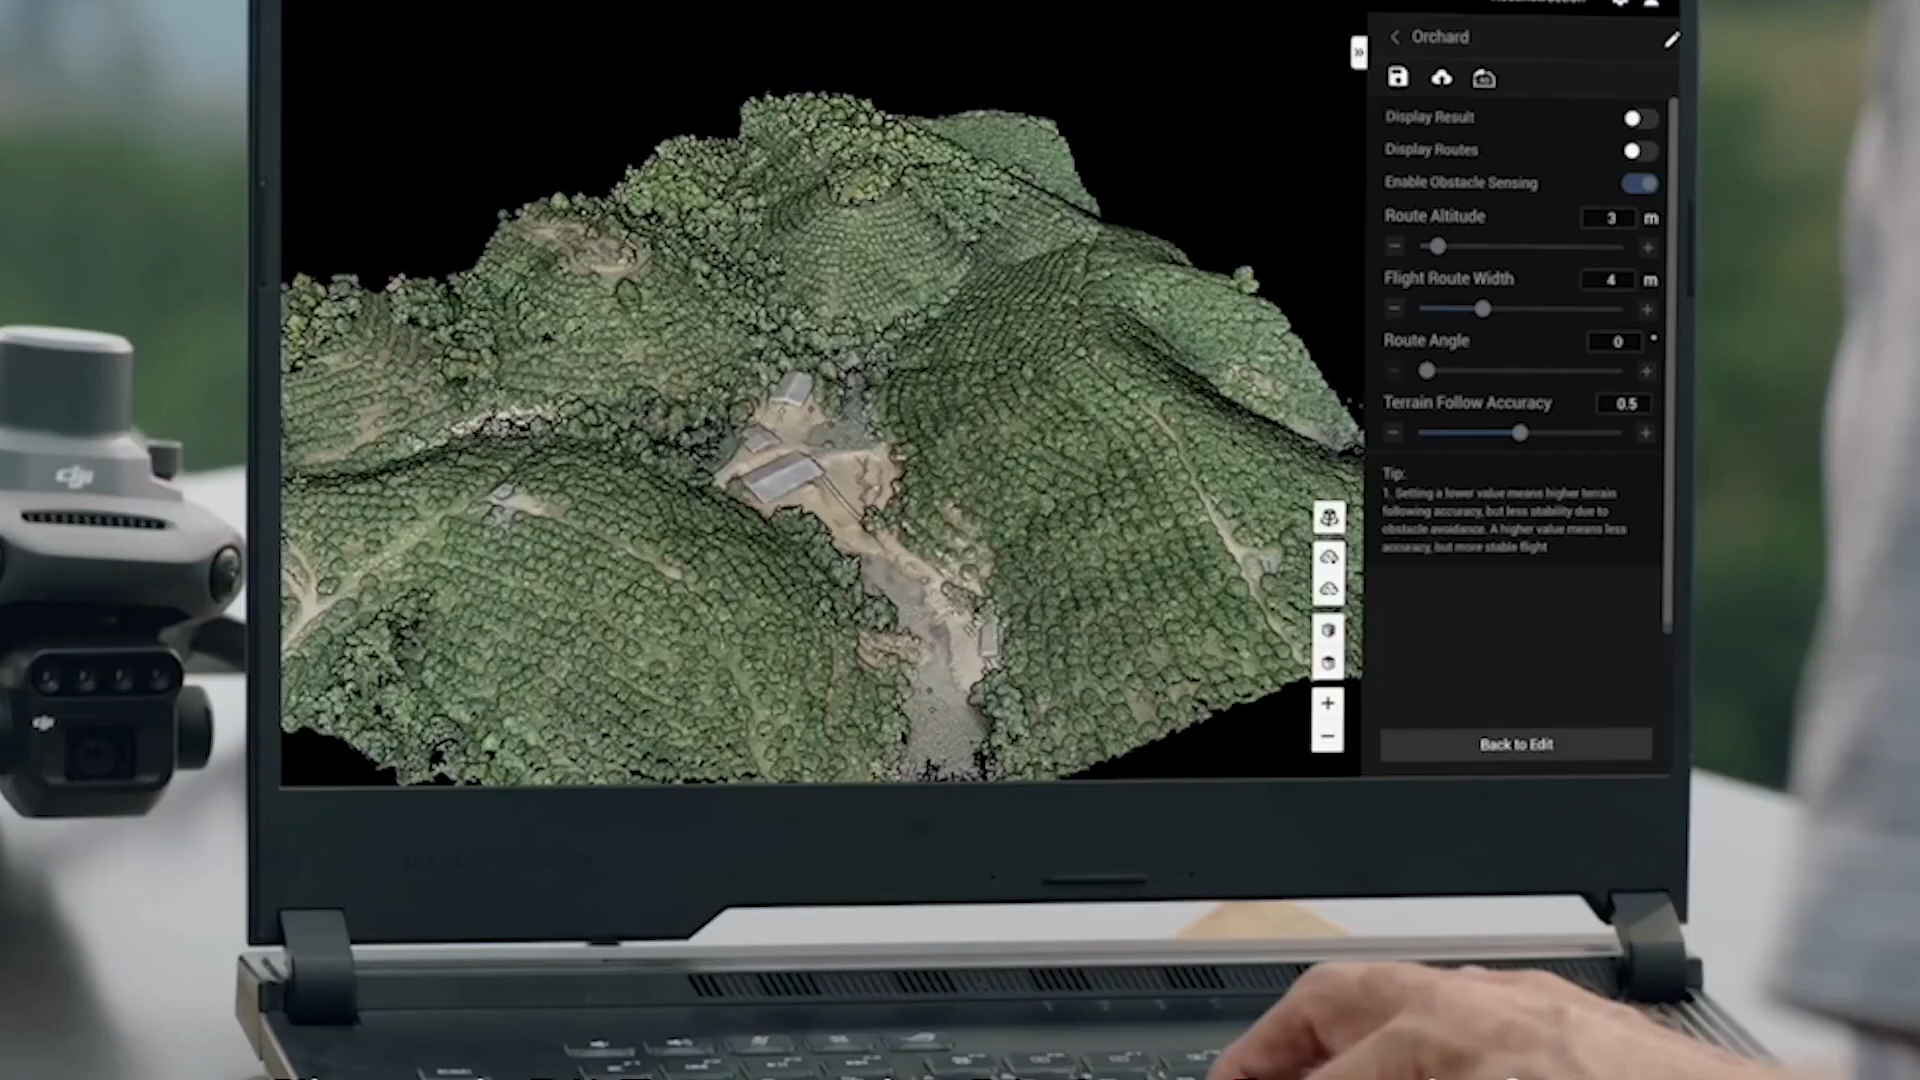 Orchard
Display Result
Display Routes
Enable Obstacle Sensing
Route Altitude 3 m
Flight Route Width 4 m
Route Angle 0 °
Terrain Follow Accuracy 0.5
Tip:
1. Setting a lower value means higher terrain
following accuracy, but less stability due to
obstacle avoidance. A higher value means less
accuracy, but more stable flight
Back to Edit
dji
dji